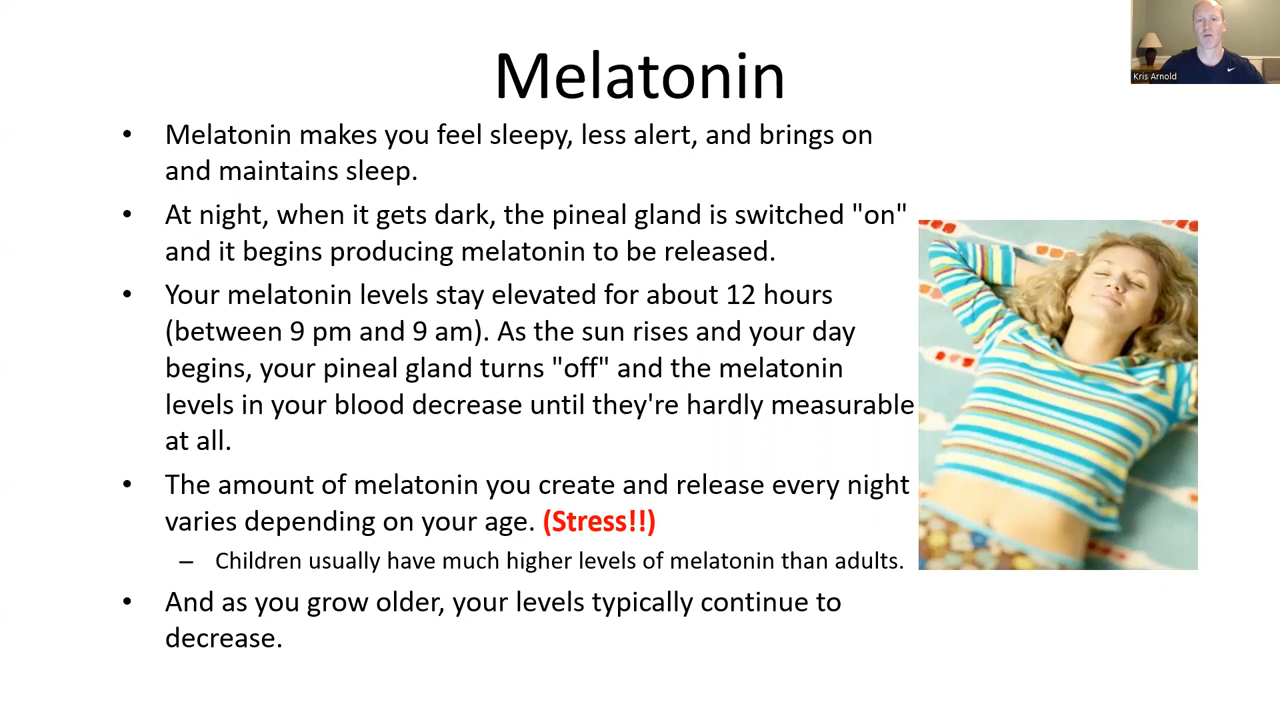 Melatonin
Kris Arnold
• Melatonin makes you feel sleepy, less alert, and brings on
and maintains sleep.
• At night, when it gets dark, the pineal gland is switched "on"
and it begins producing melatonin to be released.
• Your melatonin levels stay elevated for about 12 hours
(between 9 pm and 9 am). As the sun rises and your day
begins, your pineal gland turns "off" and the melatonin
levels in your blood decrease until they're hardly measurable
at all.
• The amount of melatonin you create and release every night
varies depending on your age. (Stress!!)
– Children usually have much higher levels of melatonin than adults.
• And as you grow older, your levels typically continue to
decrease.